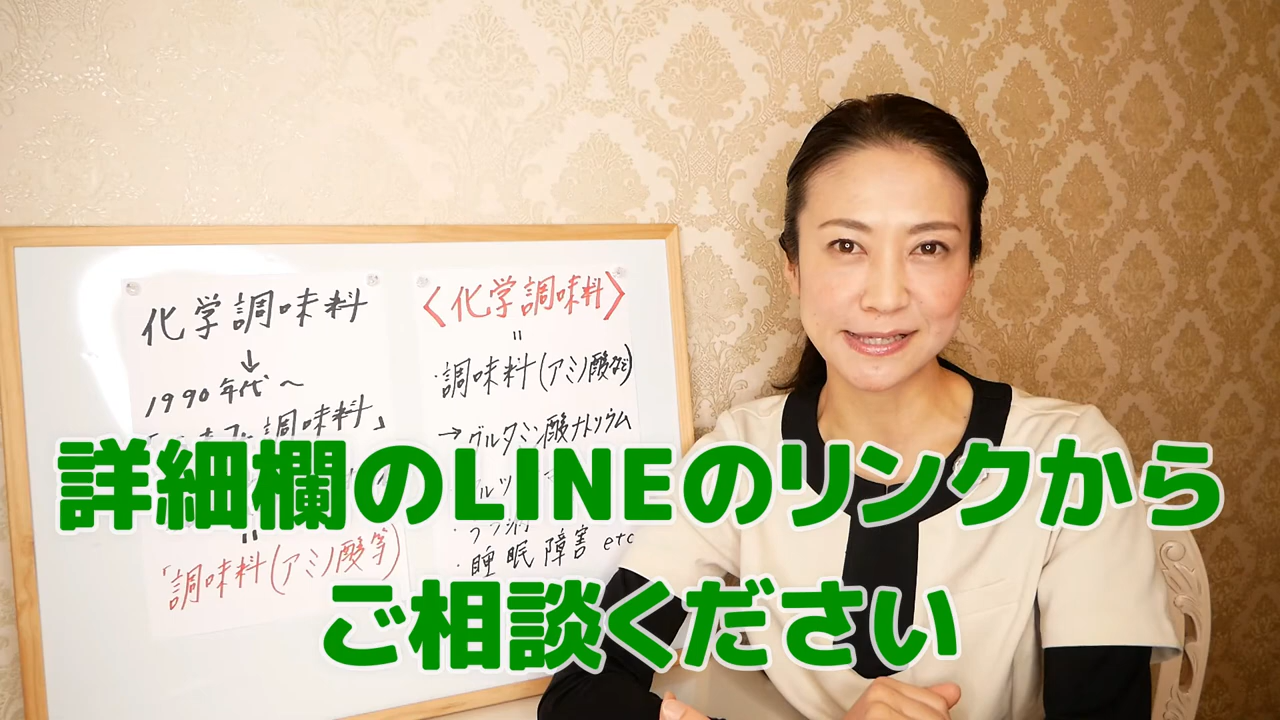 化学調味料
↓
1990年代〜
調味料」
=
「調味料(アミノ酸等)
〈化学調味料〉
=
・調味料(アミノ酸など)
→グルタミン酸ナトリウム
・睡眠障害 etc
詳細欄のLINEのリンクから
ご相談ください